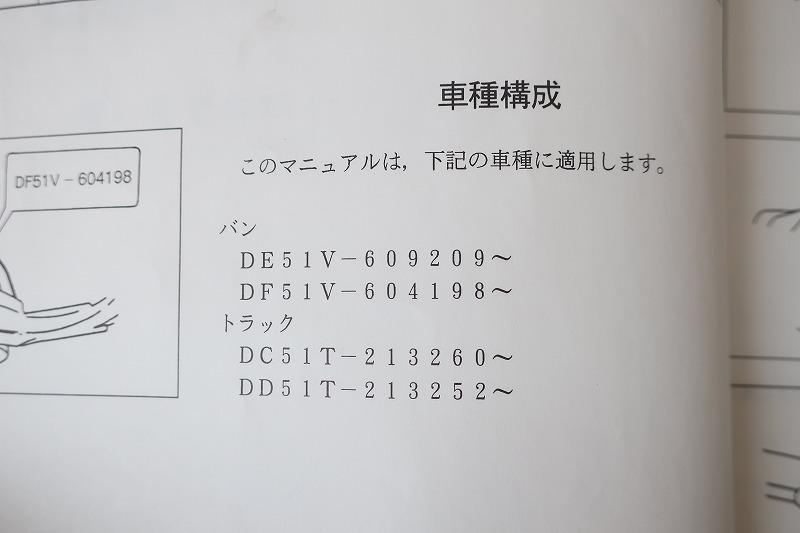 車種構成
DF51V－604198
このマニュアルは，下記の車種に適用します。
バン
ＤＥ５１Ｖ－６０９２０９～
ＤＦ５１Ｖ－６０４１９８～
トラック
ＤＣ５１Ｔ－２１３２６０～
ＤＤ５１Ｔ－２１３２５２～